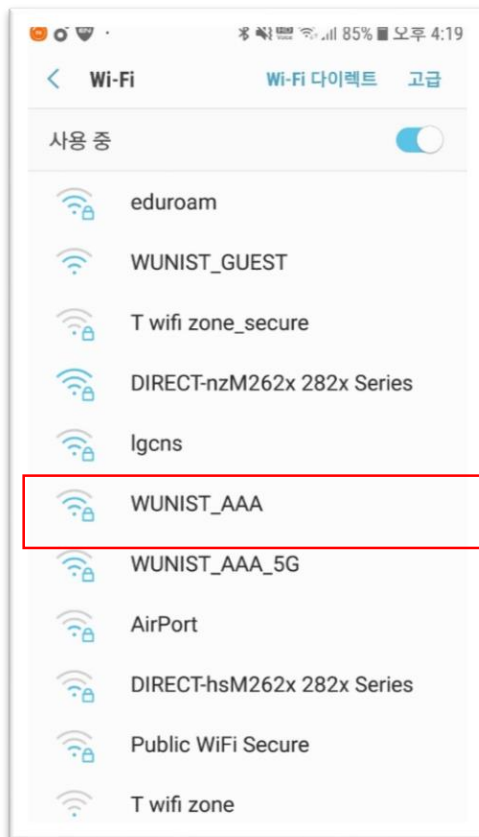 85% 오후 4:19
Wi-Fi Wi-Fi 다이렉트 고급
사용 중
eduroam
WUNIST_GUEST
T wifi zone_secure
DIRECT-nzM262x 282x Series
lgcns
WUNIST_AAA
WUNIST_AAA_5G
AirPort
DIRECT-hsM262x 282x Series
Public WiFi Secure
T wifi zone